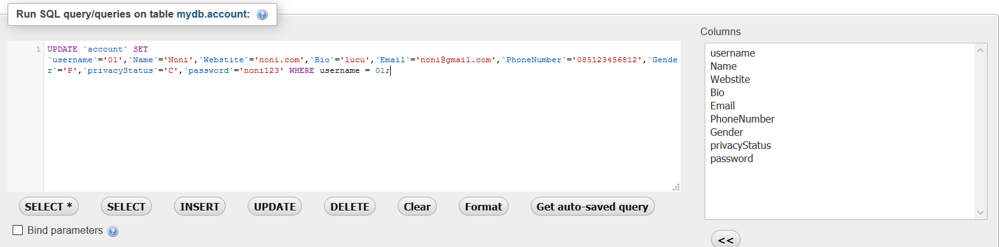 Run SQL query/queries on table mydb.account:
1 UPDATE `account` SET
`username`='01',`Name`='Noni',`Webstite`='noni.com',`Bio`='lucu',`Email`='noni@gmail.com',`PhoneNumber`='085123456812',`Gende
r`='P',`privacyStatus`='C',`password`='noni123' WHERE username = 01;
Columns
username
Name
Webstite
Bio
Email
PhoneNumber
Gender
privacyStatus
password
SELECT * SELECT INSERT UPDATE DELETE Clear Format Get auto-saved query
Bind parameters
<<